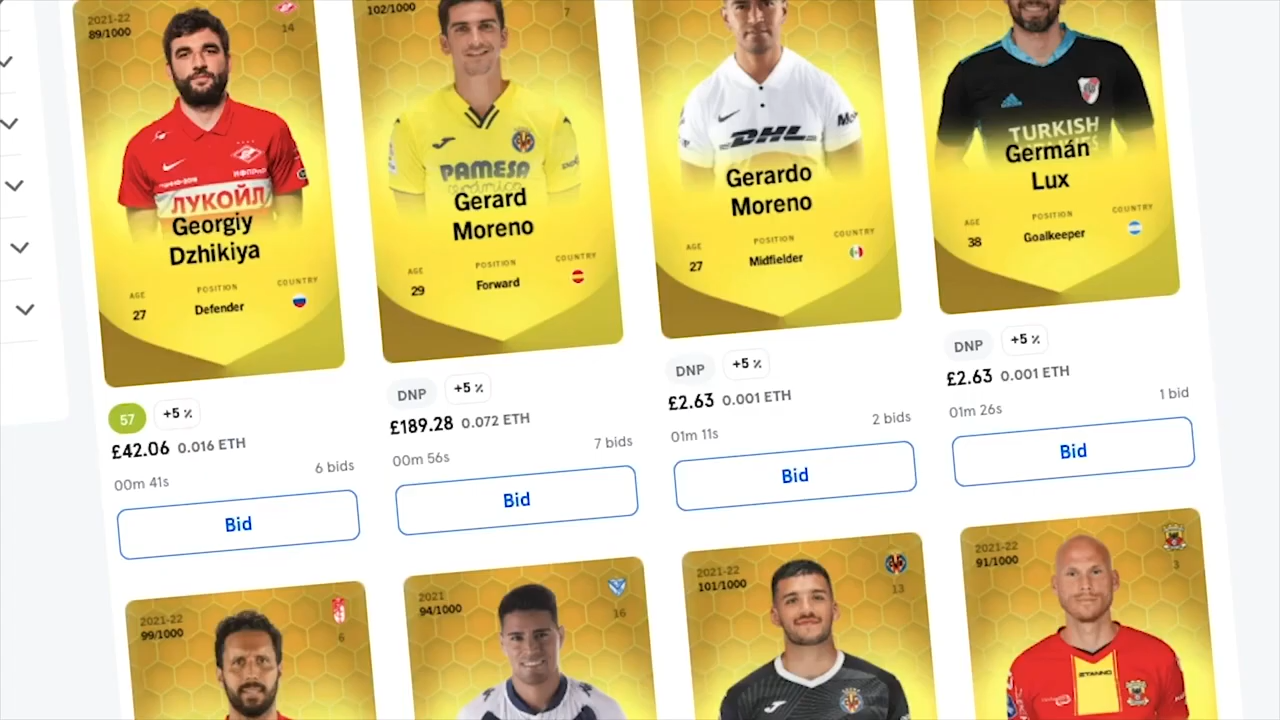 2021-22
89/1000
14
ЛУКОЙЛ
Georgiy
Dzhikiya
AGE
POSITION
COUNTRY
27
Defender
57
+5 %
£42.06 0.016 ETH
00m 41s
6 bids
Bid
102/1000
7
PAMESA
cerámica
Gerard
Moreno
AGE
POSITION
COUNTRY
29
Forward
DNP
+5 %
£189.28 0.072 ETH
00m 56s
7 bids
Bid
DHL
Gerardo
Moreno
AGE
POSITION
COUNTRY
27
Midfielder
DNP
+5 %
£2.63 0.001 ETH
01m 11s
2 bids
Bid
TURKISH
Germán
Lux
AGE
POSITION
COUNTRY
38
Goalkeeper
DNP
+5 %
£2.63 0.001 ETH
01m 26s
1 bid
Bid
2021-22
99/1000
6
2021
94/1000
16
2021-22
101/1000
13
2021-22
91/1000
3
STANNO